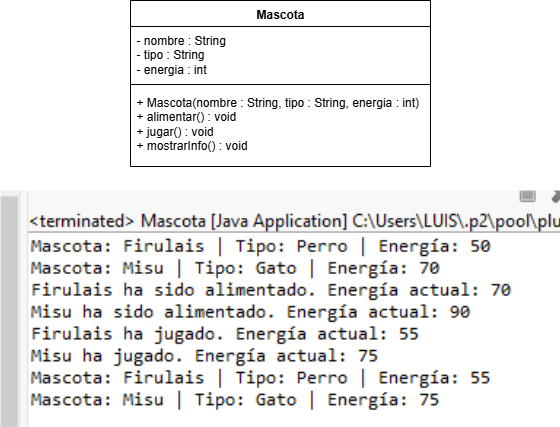 Mascota
- nombre : String
- tipo : String
- energia : int
+ Mascota(nombre : String, tipo : String, energia : int)
+ alimentar() : void
+ jugar() : void
+ mostrarInfo() : void
<terminated> Mascota [Java Application] C:\Users\LUIS\.p2\pool\plu
Mascota: Firulais | Tipo: Perro | Energía: 50
Mascota: Misu | Tipo: Gato | Energía: 70
Firulais ha sido alimentado. Energía actual: 70
Misu ha sido alimentado. Energía actual: 90
Firulais ha jugado. Energía actual: 55
Misu ha jugado. Energía actual: 75
Mascota: Firulais | Tipo: Perro | Energía: 55
Mascota: Misu | Tipo: Gato | Energía: 75